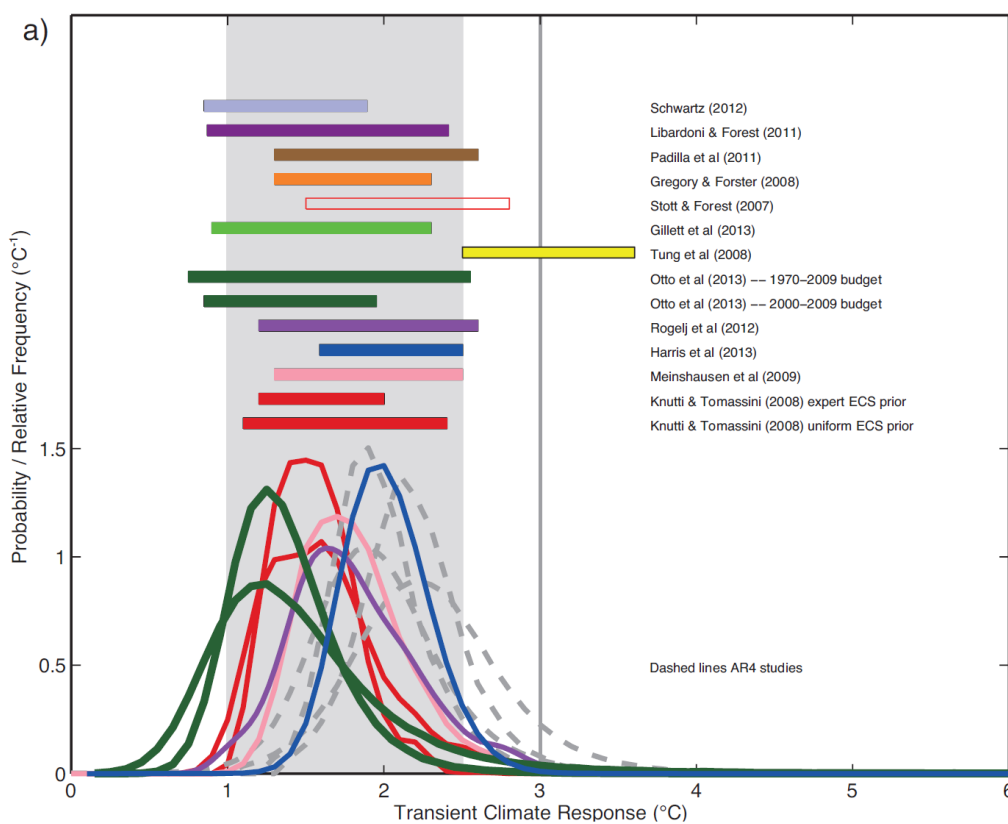 a)
Schwartz (2012)
Libardoni & Forest (2011)
Padilla et al (2011)
Gregory & Forster (2008)
Stott & Forest (2007)
Gillett et al (2013)
Tung et al (2008)
Otto et al (2013) –– 1970–2009 budget
Otto et al (2013) –– 2000–2009 budget
Rogelj et al (2012)
Harris et al (2013)
Meinshausen et al (2009)
Knutti & Tomassini (2008) expert ECS prior
Knutti & Tomassini (2008) uniform ECS prior
Probability / Relative Frequency (°C⁻¹)
1.5
1
0.5
0
Dashed lines AR4 studies
0 1 2 3 4 5 6
Transient Climate Response (°C)